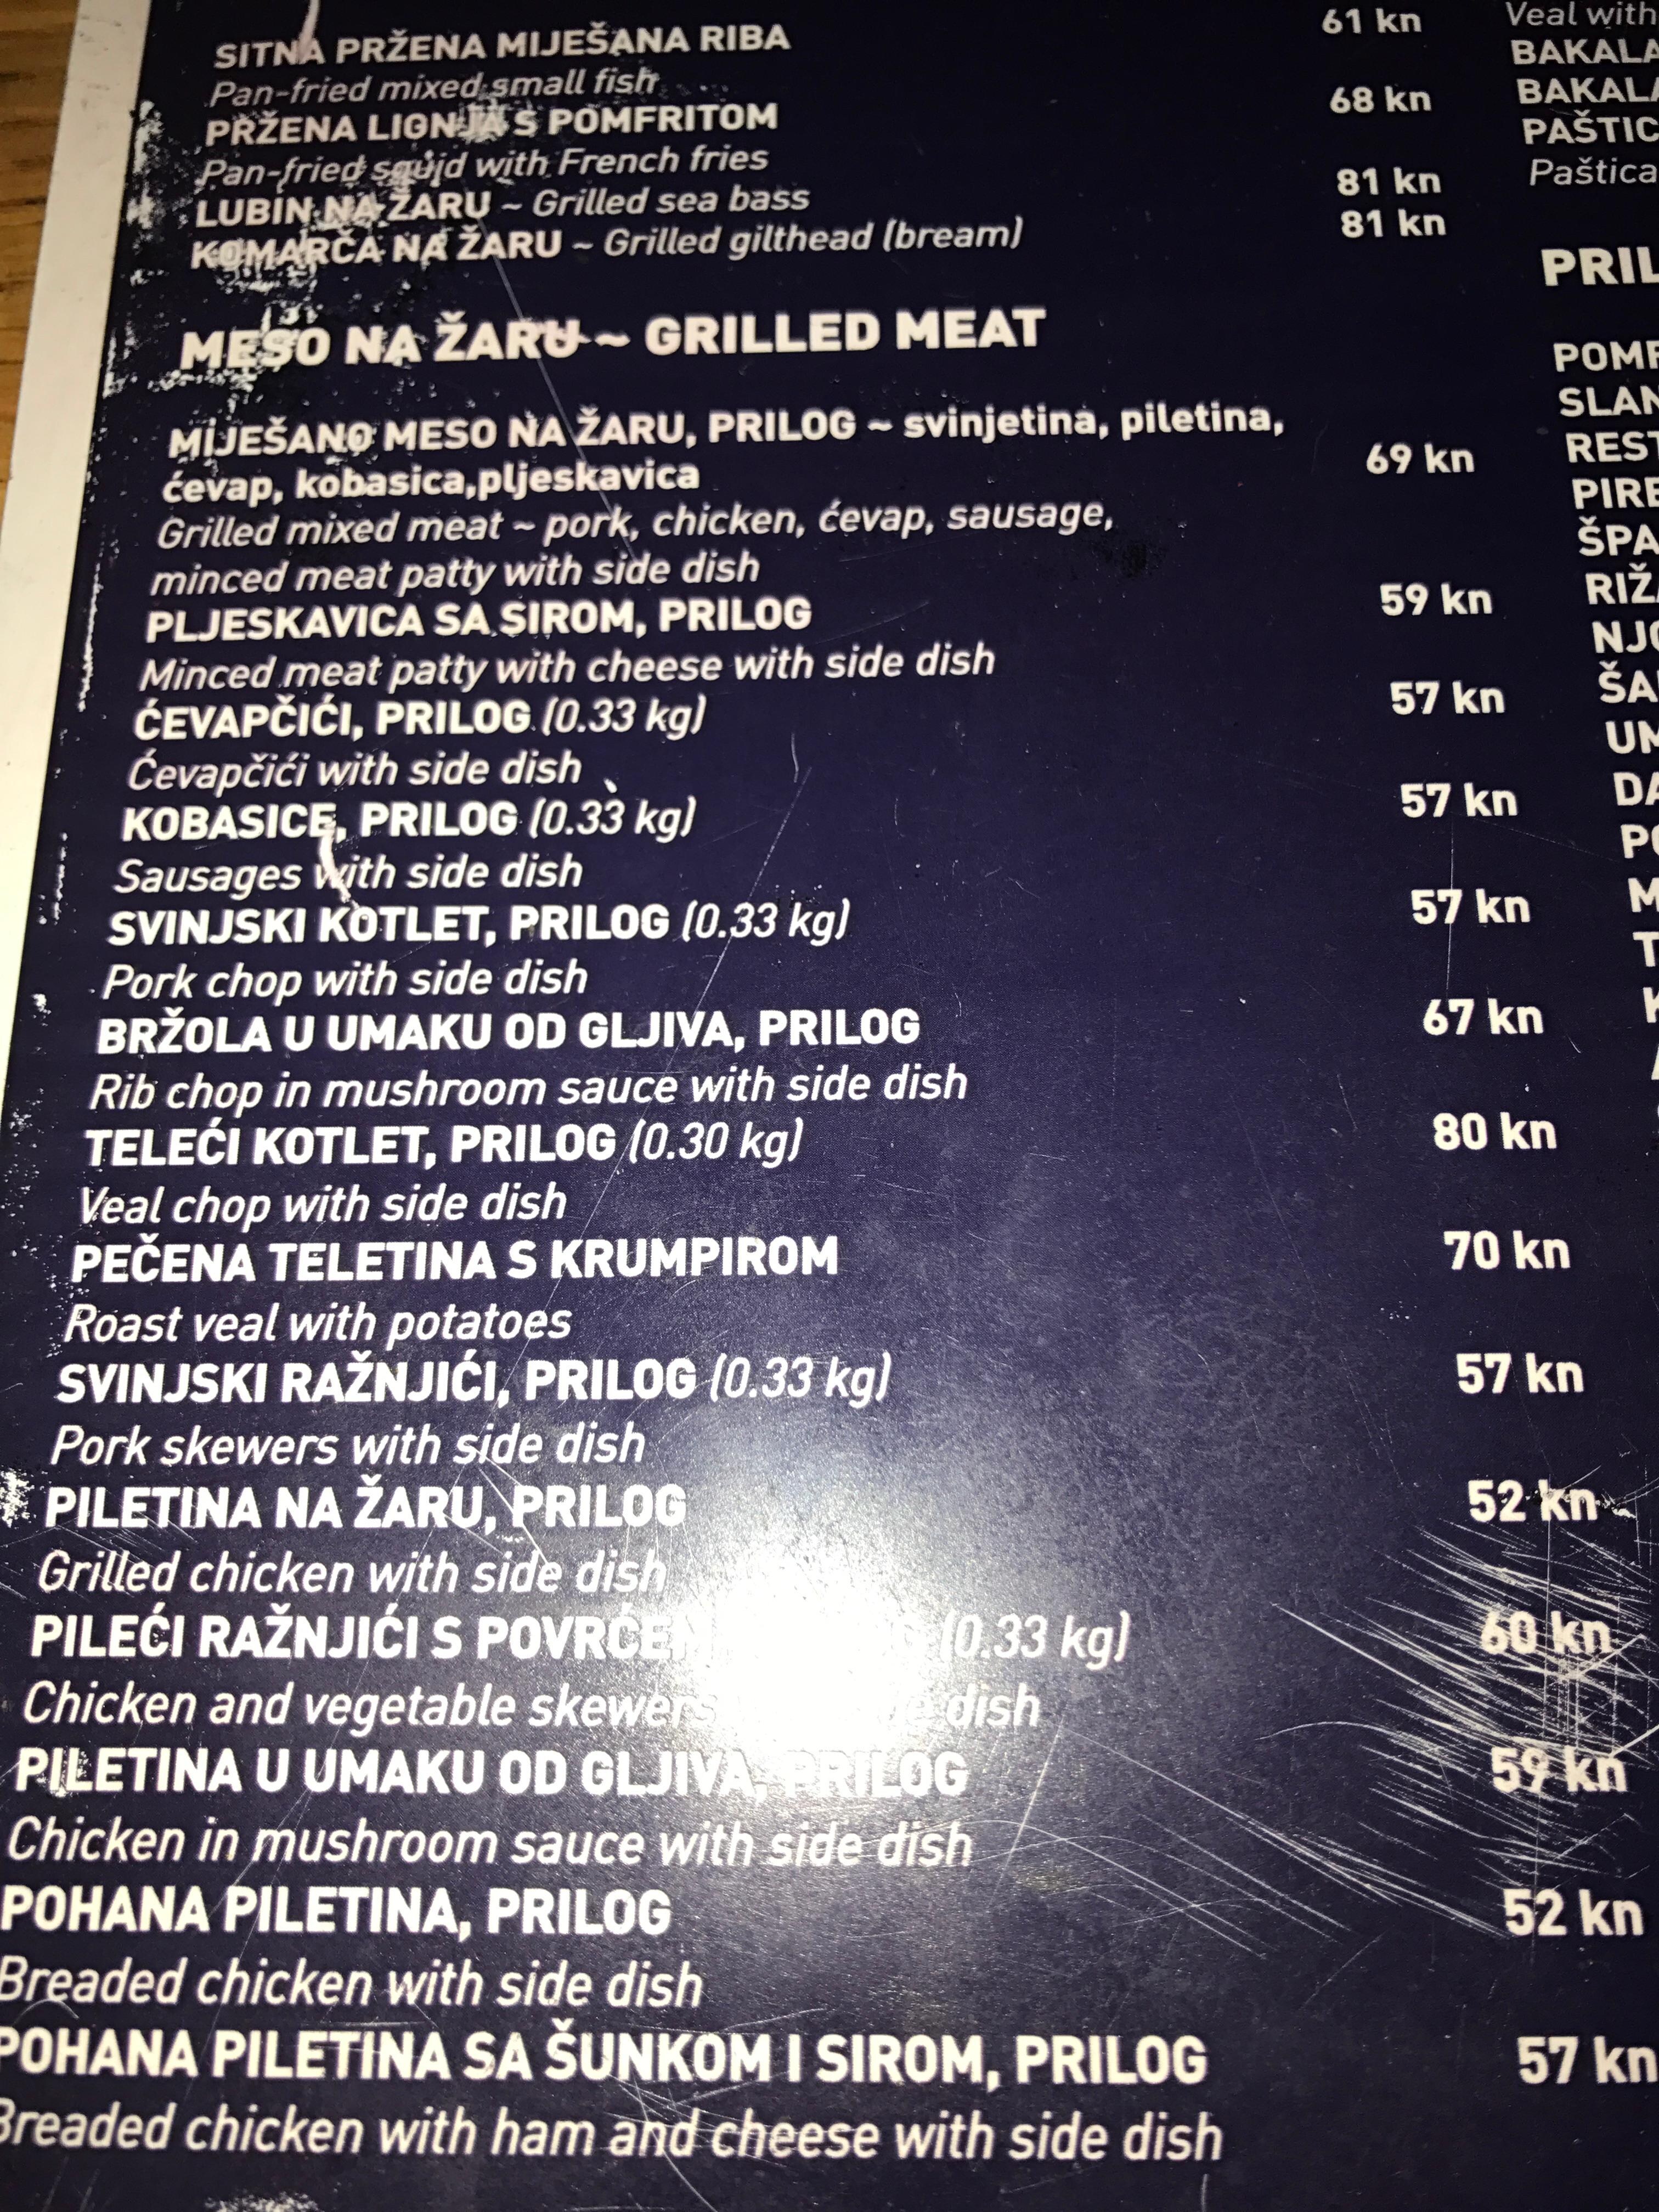 SITNA PRŽENA MIJEŠANA RIBA 61 kn
Pan-fried mixed small fish
PRŽENA LIGNJA S POMFRITOM 68 kn
Pan-fried squid with French fries
LUBIN NA ŽARU ~ Grilled sea bass 81 kn
KOMARČA NA ŽARU ~ Grilled gilthead (bream) 81 kn
MESO NA ŽARU ~ GRILLED MEAT
MIJEŠANO MESO NA ŽARU, PRILOG ~ svinjetina, piletina,
ćevap, kobasica,pljeskavica 69 kn
Grilled mixed meat ~ pork, chicken, ćevap, sausage,
minced meat patty with side dish
PLJESKAVICA SA SIROM, PRILOG 59 kn
Minced meat patty with cheese with side dish
ĆEVAPČIĆI, PRILOG (0.33 kg) 57 kn
Ćevapčići with side dish
KOBASICE, PRILOG (0.33 kg) 57 kn
Sausages with side dish
SVINJSKI KOTLET, PRILOG (0.33 kg) 57 kn
Pork chop with side dish
BRŽOLA U UMAKU OD GLJIVA, PRILOG 67 kn
Rib chop in mushroom sauce with side dish
TELEĆI KOTLET, PRILOG (0.30 kg) 80 kn
Veal chop with side dish
PEČENA TELETINA S KRUMPIROM 70 kn
Roast veal with potatoes
SVINJSKI RAŽNJIĆI, PRILOG (0.33 kg) 57 kn
Pork skewers with side dish
PILETINA NA ŽARU, PRILOG 52 kn
Grilled chicken with side dish
PILEĆI RAŽNJIĆI S (0.33 kg) 60 kn
Chicken and vegetable skewers dish
PILETINA U UMAKU OD GLJIVA, PRILOG 59 kn
Chicken in mushroom sauce with side dish
POHANA PILETINA, PRILOG 52 kn
Breaded chicken with side dish
POHANA PILETINA SA ŠUNKOM I SIROM, PRILOG 57 kn
Breaded chicken with ham and cheese with side dish
Veal with
Paštica